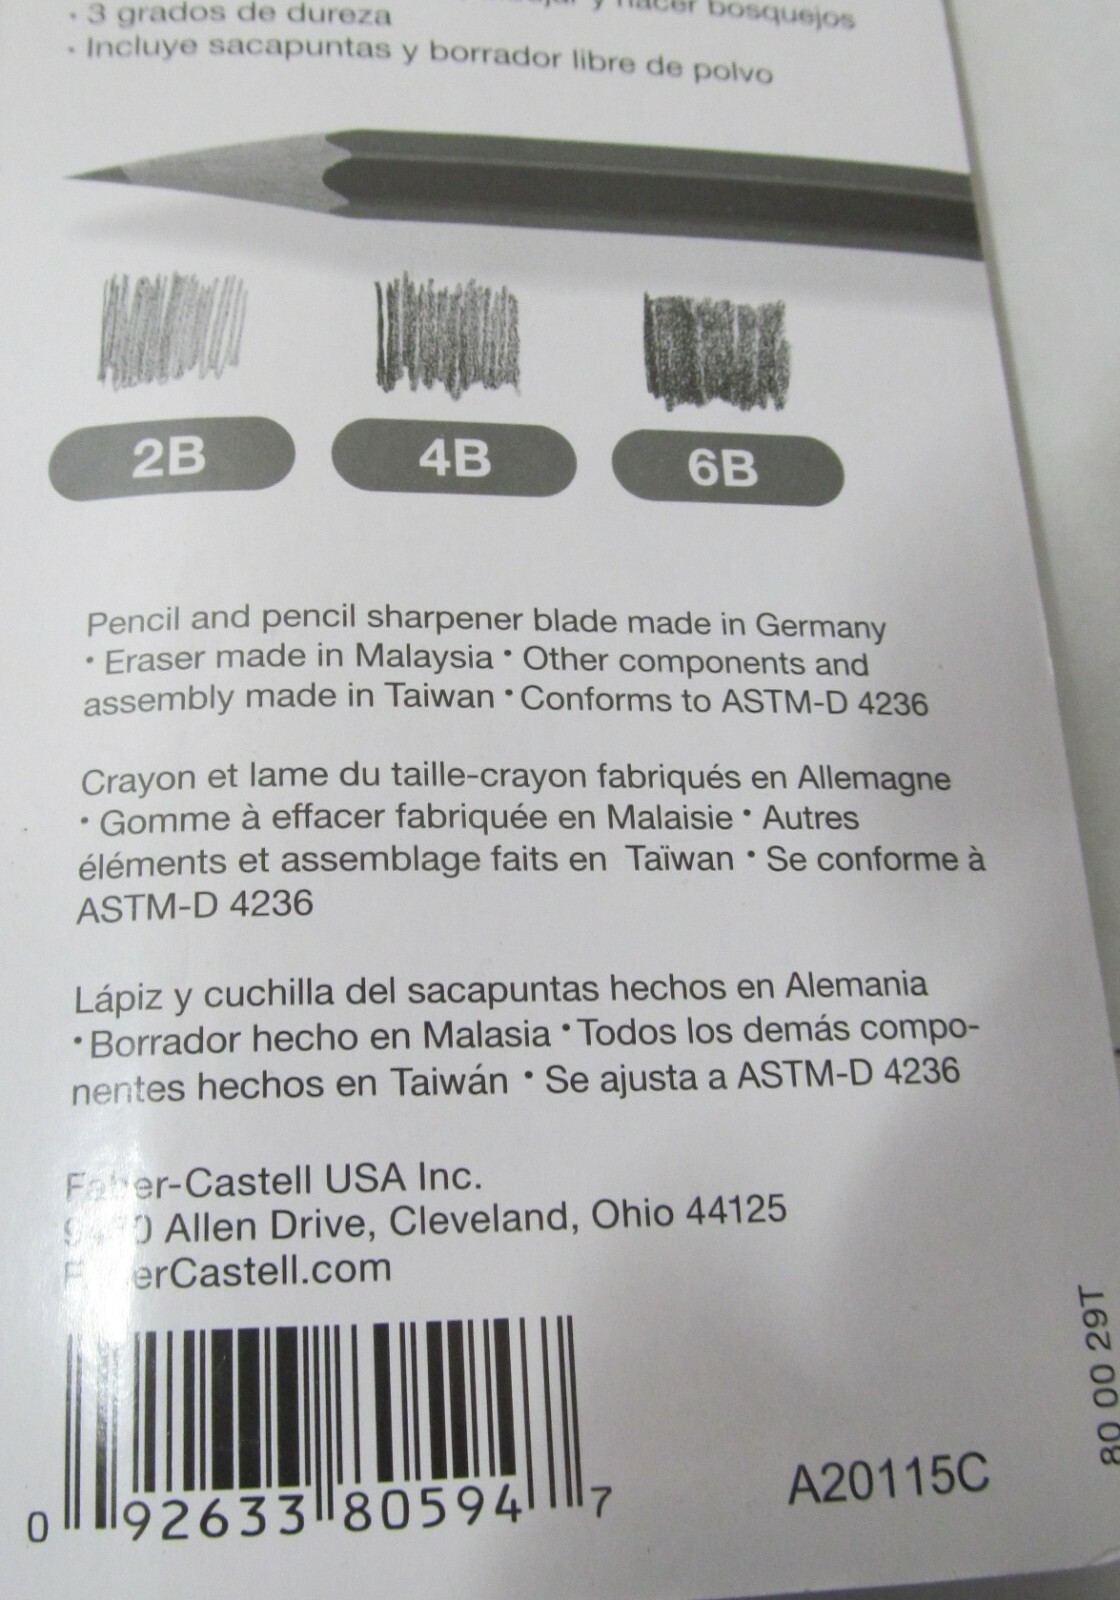 · 3 grados de dureza
y hacer bosquejos
· Incluye sacapuntas y borrador libre de polvo
2B
4B
6B
Pencil and pencil sharpener blade made in Germany
· Eraser made in Malaysia · Other components and
assembly made in Taiwan · Conforms to ASTM-D 4236
Crayon et lame du taille-crayon fabriqués en Allemagne
· Gomme à effacer fabriquée en Malaisie · Autres
éléments et assemblage faits en Taïwan · Se conforme à
ASTM-D 4236
Lápiz y cuchilla del sacapuntas hechos en Alemania
· Borrador hecho en Malasia · Todos los demás compo-
nentes hechos en Taiwán · Se ajusta a ASTM-D 4236
Faber-Castell USA Inc.
Allen Drive, Cleveland, Ohio 44125
FaberCastell.com
0 92633 80594 7
A20115C
80 00 29T